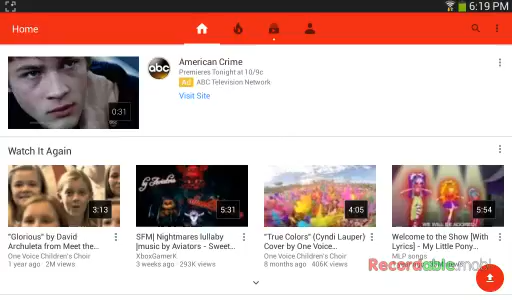 6:19 PM
Home
American Crime
Premieres Tonight at 10/9c
Ad ABC Television Network
Visit Site
abc
0:31
Watch It Again
3:13
5:31
4:05
5:54
"Glorious" by David
Archuleta from Meet the...
One Voice Children's Choir
1 year ago 2M views
SFM| Nightmares lullaby
|music by Aviators - Sweet...
XboxGamerK
3 weeks ago 293K views
"True Colors" (Cyndi Lauper)
Cover by One Voice...
One Voice Children's Choir
8 months ago 406K views
Welcome to the Show [With
Lyrics] - My Little Pony...
MLP songs
Recordable.mobi